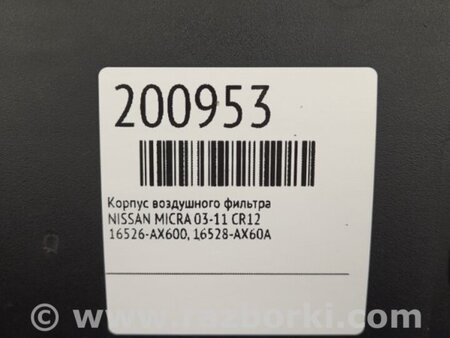 200953
Корпус воздушного фильтра
NISSAN MICRA 03-11 CR12
16526-AX600, 16528-AX60A
© www.razborki.com